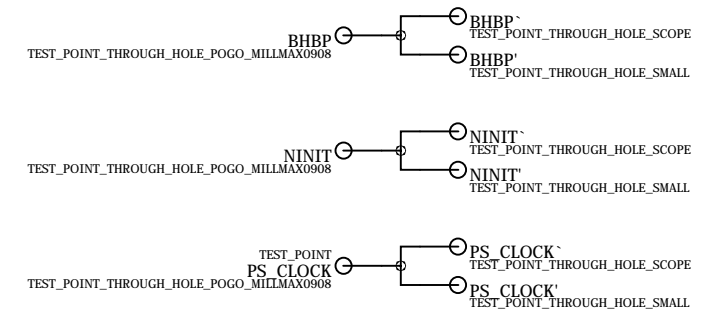 BHBP`
TEST_POINT_THROUGH_HOLE_SCOPE
BHBP
TEST_POINT_THROUGH_HOLE_POGO_MILLMAX0908
BHBP'
TEST_POINT_THROUGH_HOLE_SMALL
NINIT`
TEST_POINT_THROUGH_HOLE_SCOPE
NINIT
TEST_POINT_THROUGH_HOLE_POGO_MILLMAX0908
NINIT'
TEST_POINT_THROUGH_HOLE_SMALL
PS_CLOCK`
TEST_POINT_THROUGH_HOLE_SCOPE
TEST_POINT
PS_CLOCK
TEST_POINT_THROUGH_HOLE_POGO_MILLMAX0908
PS_CLOCK'
TEST_POINT_THROUGH_HOLE_SMALL